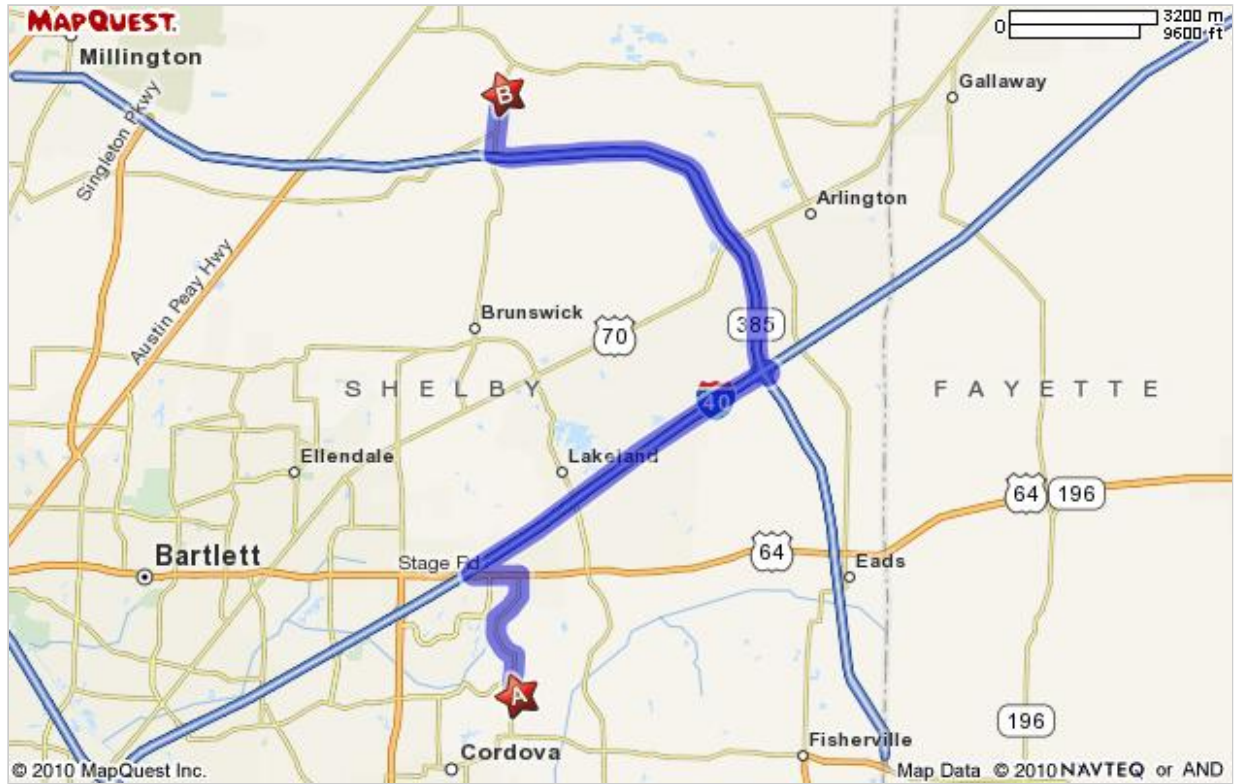 MAPQUEST.
0 3200 m
9600 ft
Millington
Singleton Pkwy
B
Gallaway
Arlington
Austin Peay Hwy
Brunswick
70
385
SHELBY
FAYETTE
40
Ellendale
Lakeland
64 196
Bartlett
Stage Rd
64
Eads
A
196
Cordova
Fisherville
© 2010 MapQuest Inc.
Map Data © 2010 NAVTEQ or AND